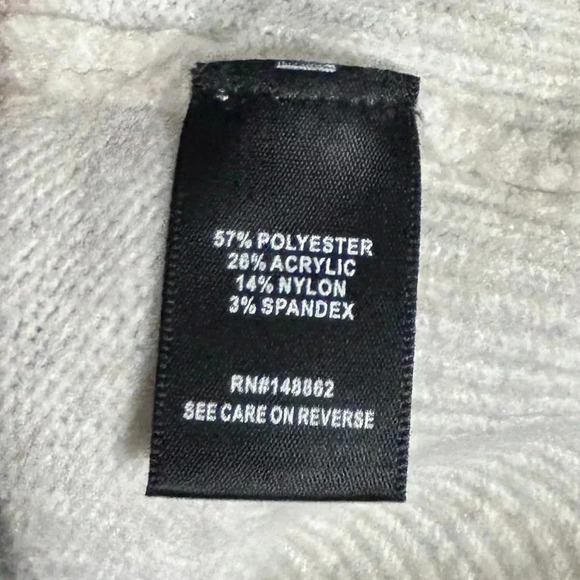 57% POLYESTER
26% ACRYLIC
14% NYLON
3% SPANDEX
RN#148862
SEE CARE ON REVERSE